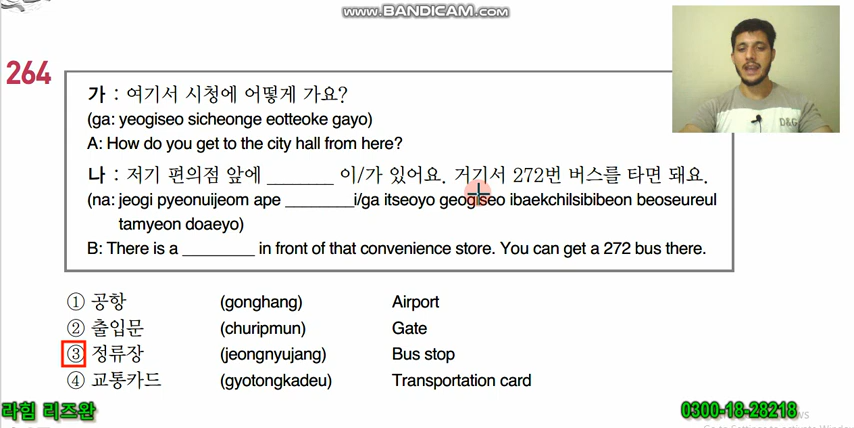 www.BANDICAM.com
264
가 : 여기서 시청에 어떻게 가요?
(ga: yeogiseo sicheonge eotteoke gayo)
A: How do you get to the city hall from here?
나 : 저기 편의점 앞에 _______ 이/가 있어요. 거기서 272번 버스를 타면 돼요.
(na: jeogi pyeonuijeom ape ________i/ga itseoyo geogiseo ibaekchilsibibeon beoseureul
tamyeon doaeyo)
B: There is a ________ in front of that convenience store. You can get a 272 bus there.
① 공항 (gonghang) Airport
② 출입문 (churipmun) Gate
③ 정류장 (jeongnyujang) Bus stop
④ 교통카드 (gyotongkadeu) Transportation card
D&G
라힘 리즈완 0300-18-28218